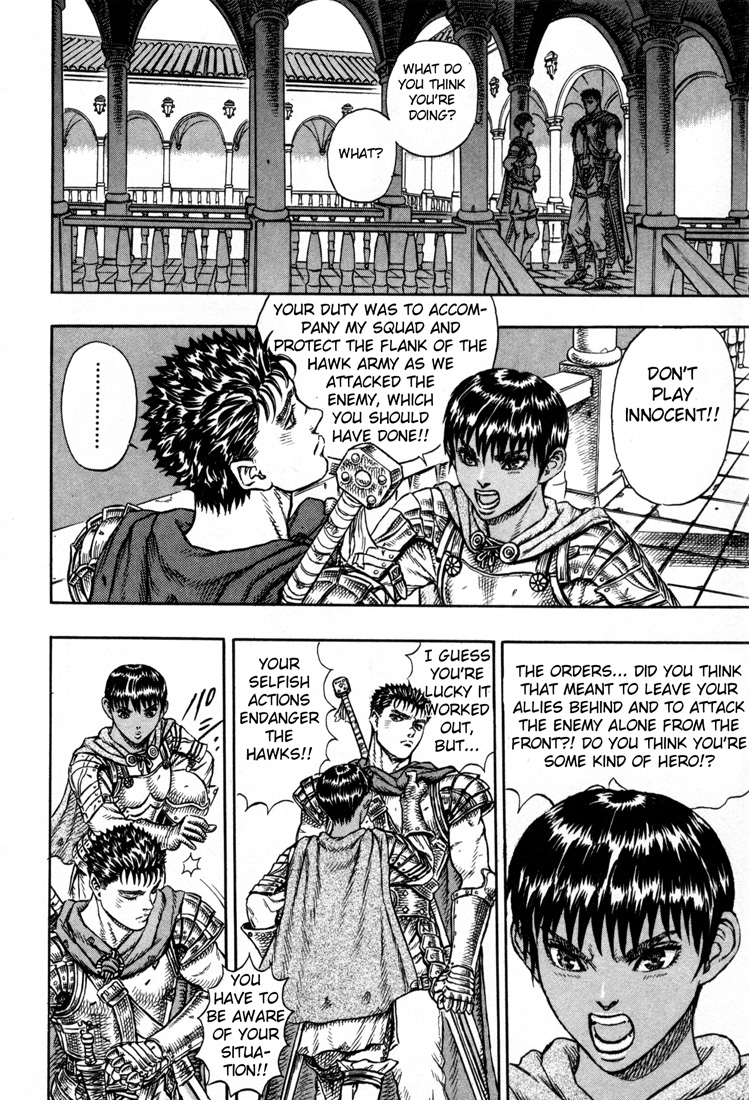 WHAT DO
YOU THINK
YOU'RE
DOING?
WHAT?
DON'T
PLAY
INNOCENT!!
YOUR DUTY WAS TO ACCOM-
PANY MY SQUAD AND
PROTECT THE FLANK OF THE
HAWK ARMY AS WE
ATTACKED THE
ENEMY, WHICH
YOU SHOULD
HAVE DONE!!
..........
THE ORDERS... DID YOU THINK
THAT MEANT TO LEAVE YOUR
ALLIES BEHIND AND TO ATTACK
THE ENEMY ALONE FROM THE
FRONT?! DO YOU THINK YOU'RE
SOME KIND OF HERO!?
I GUESS
YOU'RE
LUCKY IT
WORKED
OUT,
BUT...
YOUR
SELFISH
ACTIONS
ENDANGER
THE
HAWKS!!
YOU
HAVE TO
BE AWARE
OF YOUR
SITUA-
TION!!